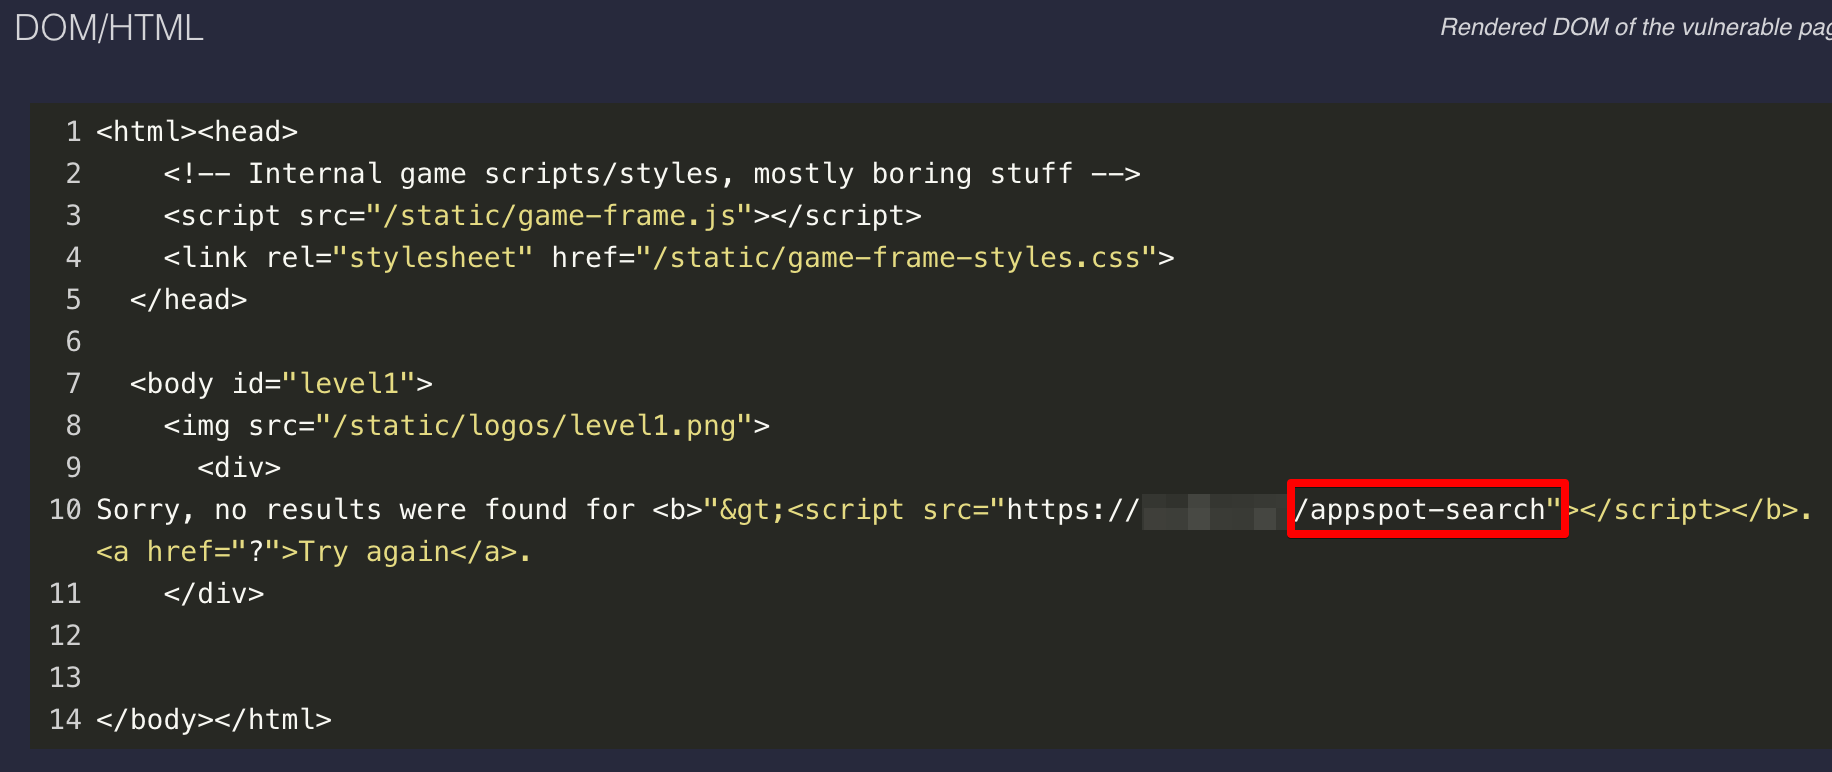 DOM/HTML
Rendered DOM of the vulnerable pag
1 <html><head>
2     <!-- Internal game scripts/styles, mostly boring stuff -->
3     <script src="/static/game-frame.js"></script>
4     <link rel="stylesheet" href="/static/game-frame-styles.css">
5   </head>
6
7   <body id="level1">
8     <img src="/static/logos/level1.png">
9       <div>
10 Sorry, no results were found for <b>"&gt;<script src="https:///appspot-search"></script></b>.
<a href="?">Try again</a>.
11     </div>
12
13
14 </body></html>